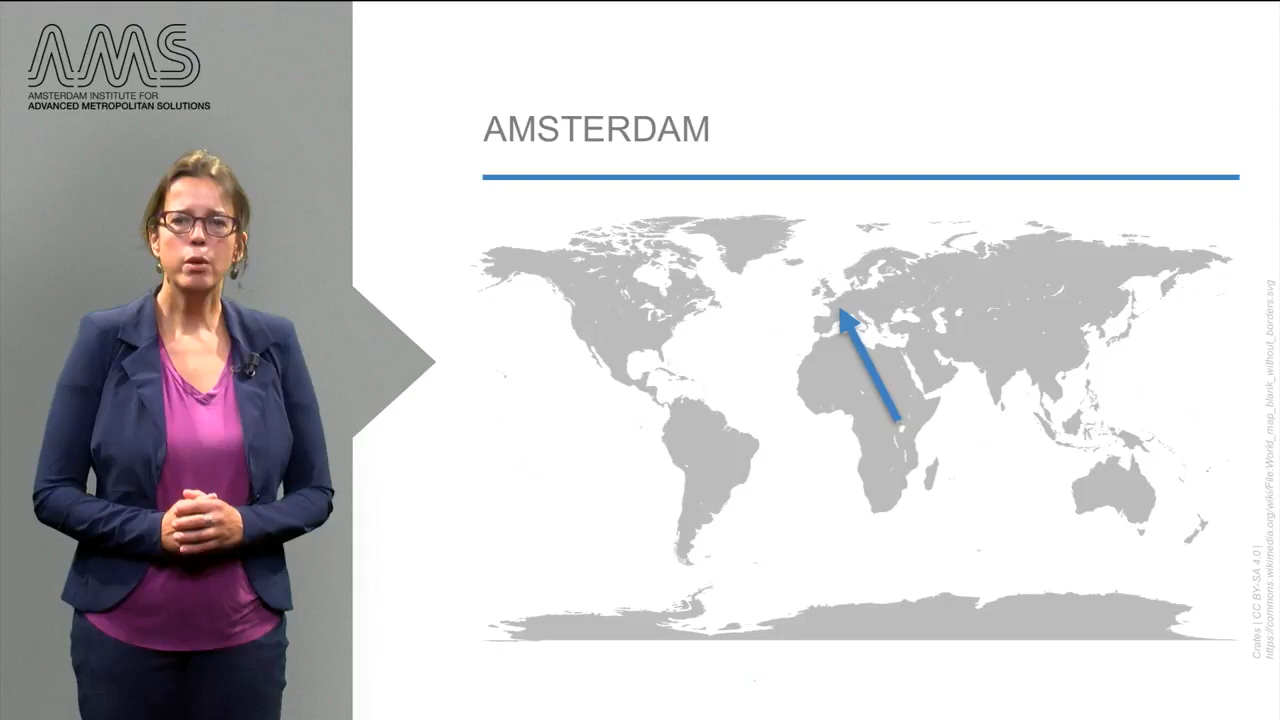 AMS
AMSTERDAM INSTITUTE FOR
ADVANCED METROPOLITAN SOLUTIONS
AMSTERDAM
Crates | CC BY-SA 4.0 |
https://commons.wikimedia.org/wiki/File:World_map_blank_without_borders.svg